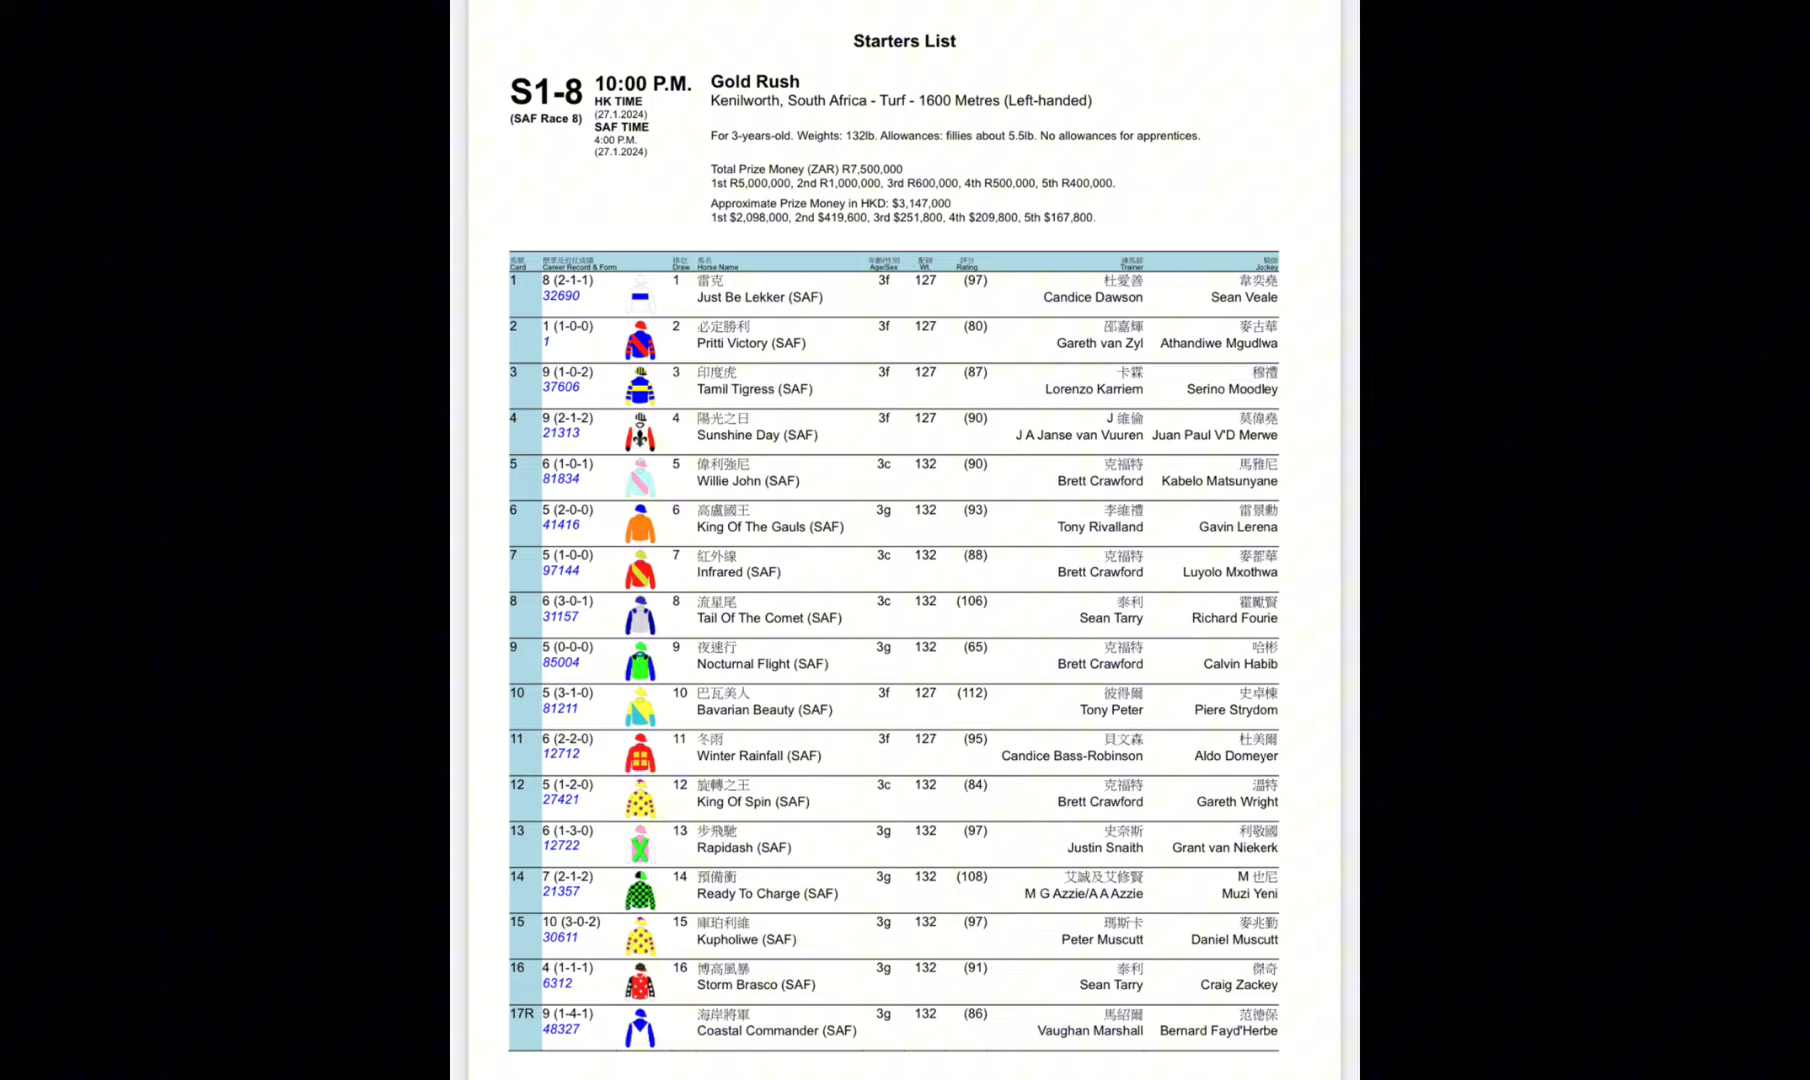 Starters List
S1-8
(SAF Race 8)
10:00 P.M.
HK TIME
(27.1.2024)
SAF TIME
4:00 P.M.
(27.1.2024)
Gold Rush
Kenilworth, South Africa - Turf - 1600 Metres (Left-handed)
For 3-years-old. Weights: 132lb. Allowances: fillies about 5.5lb. No allowances for apprentices.
Total Prize Money (ZAR) R7,500,000
1st R5,000,000, 2nd R1,000,000, 3rd R600,000, 4th R500,000, 5th R400,000.
Approximate Prize Money in HKD: $3,147,000
1st $2,098,000, 2nd $419,600, 3rd $251,800, 4th $209,800, 5th $167,800.
馬號 歷季及近仗成績 排位 馬名 年齡/性別 配磅 評分 練馬師 騎師
Card Career Record & Form Draw Horse Name Age/Sex Wt. Rating Trainer Jockey
1 8 (2-1-1) 1 雷克 3f 127 (97) 杜愛善 韋奕堯
32690 Just Be Lekker (SAF) Candice Dawson Sean Veale
2 1 (1-0-0) 2 必定勝利 3f 127 (80) 邵嘉輝 麥古華
1 Pritti Victory (SAF) Gareth van Zyl Athandiwe Mgudlwa
3 9 (1-0-2) 3 印度虎 3f 127 (87) 卡霖 穆禮
37606 Tamil Tigress (SAF) Lorenzo Karriem Serino Moodley
4 9 (2-1-2) 4 陽光之日 3f 127 (90) J 維倫 莫偉堯
21313 Sunshine Day (SAF) J A Janse van Vuuren Juan Paul V'D Merwe
5 6 (1-0-1) 5 偉利強尼 3c 132 (90) 克福特 馬雅尼
81834 Willie John (SAF) Brett Crawford Kabelo Matsunyane
6 5 (2-0-0) 6 高盧國王 3g 132 (93) 李維禮 雷景勳
41416 King Of The Gauls (SAF) Tony Rivalland Gavin Lerena
7 5 (1-0-0) 7 紅外線 3c 132 (88) 克福特 麥都華
97144 Infrared (SAF) Brett Crawford Luyolo Mxothwa
8 6 (3-0-1) 8 流星尾 3c 132 (106) 泰利 霍勵賢
31157 Tail Of The Comet (SAF) Sean Tarry Richard Fourie
9 5 (0-0-0) 9 夜速行 3g 132 (65) 克福特 哈彬
85004 Nocturnal Flight (SAF) Brett Crawford Calvin Habib
10 5 (3-1-0) 10 巴瓦美人 3f 127 (112) 彼得爾 史卓棟
81211 Bavarian Beauty (SAF) Tony Peter Piere Strydom
11 6 (2-2-0) 11 冬雨 3f 127 (95) 貝文森 杜美爾
12712 Winter Rainfall (SAF) Candice Bass-Robinson Aldo Domeyer
12 5 (1-2-0) 12 旋轉之王 3c 132 (84) 克福特 溫特
27421 King Of Spin (SAF) Brett Crawford Gareth Wright
13 6 (1-3-0) 13 步飛馳 3g 132 (97) 史奈斯 利敬國
12722 Rapidash (SAF) Justin Snaith Grant van Niekerk
14 7 (2-1-2) 14 預備衝 3g 132 (108) 艾誠及艾修賢 M 也尼
21357 Ready To Charge (SAF) M G Azzie/A A Azzie Muzi Yeni
15 10 (3-0-2) 15 庫珀利維 3g 132 (97) 瑪斯卡 麥兆勤
30611 Kupholiwe (SAF) Peter Muscutt Daniel Muscutt
16 4 (1-1-1) 16 博高風暴 3g 132 (91) 泰利 傑奇
6312 Storm Brasco (SAF) Sean Tarry Craig Zackey
17R 9 (1-4-1) 海岸將軍 3g 132 (86) 馬紹爾 范德保
48327 Coastal Commander (SAF) Vaughan Marshall Bernard Fayd'Herbe